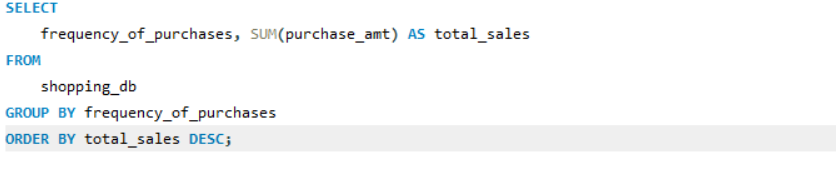 SELECT
    frequency_of_purchases, SUM(purchase_amt) AS total_sales
FROM
    shopping_db
GROUP BY frequency_of_purchases
ORDER BY total_sales DESC;